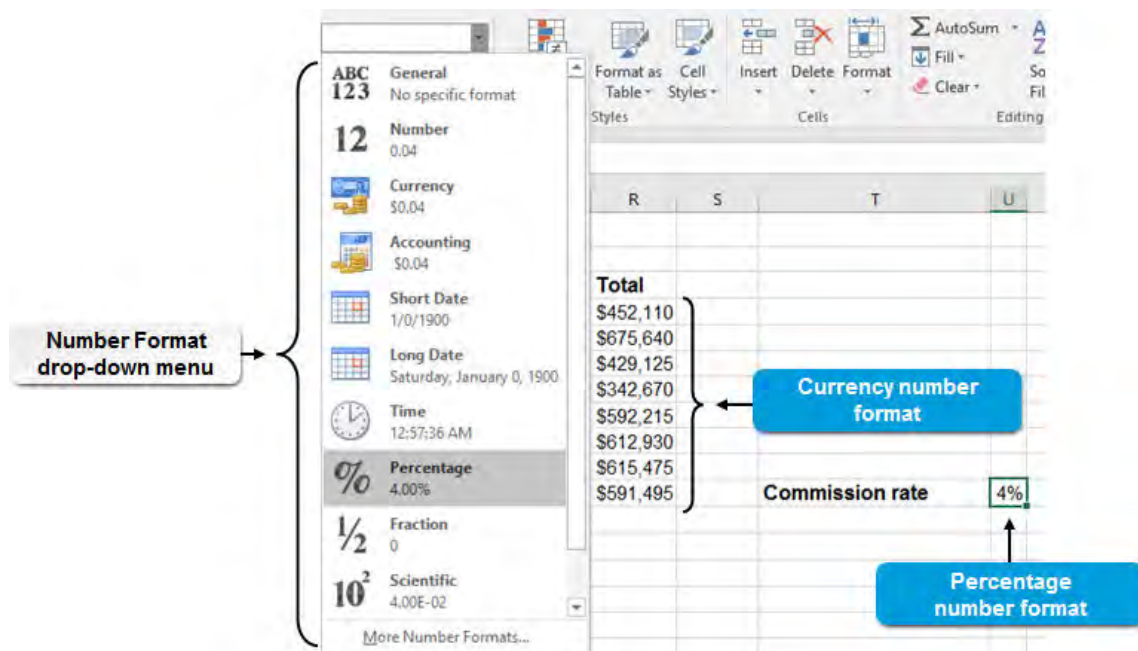 AutoSum
Fill
Clear
Format as
Table
Cell
Styles
Insert
Delete
Format
Styles
Cells
Editing
ABC
123
General
No specific format
12
Number
0.04
Currency
$0.04
Accounting
$0.04
Short Date
1/0/1900
Long Date
Saturday, January 0, 1900
Time
12:57:36 AM
%
Percentage
4.00%
1/2
Fraction
0
10²
Scientific
4.00E-02
More Number Formats...
Number Format
drop-down menu
R S T U
Total
$452,110
$675,640
$429,125
$342,670
$592,215
$612,930
$615,475
$591,495
Currency number
format
Commission rate 4%
Percentage
number format